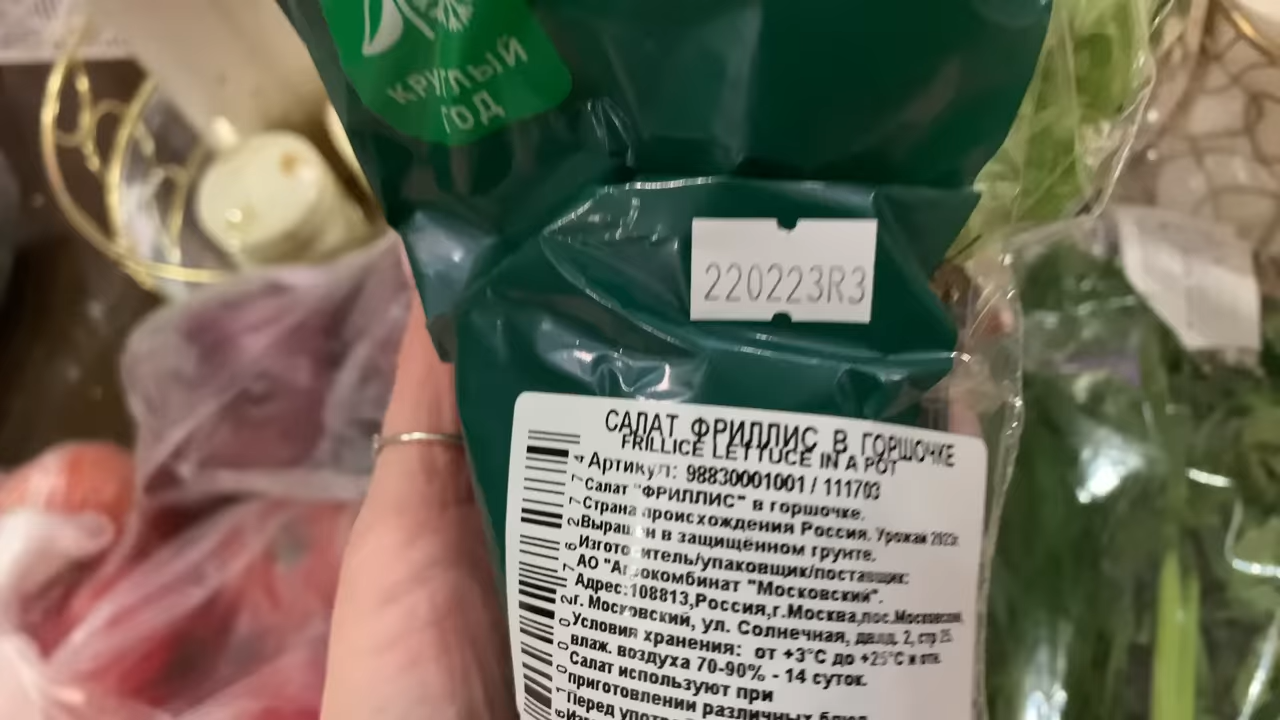 КРУГЛЫЙ
ГОД
220223R3
САЛАТ ФРИЛЛИС В ГОРШОЧКЕ
FRILLICE LETTUCE IN A POT
Артикул: 98830001001 / 111703
Салат "ФРИЛЛИС" в горшочке.
Страна происхождения Россия. Урожай 2023г.
Выращен в защищённом грунте.
Изготовитель/упаковщик/поставщик:
АО "Агрокомбинат "Московский".
Адрес:108813,Россия,г.Москва,пос.Московский,
г. Московский, ул. Солнечная, 2, стр
Условия хранения: от +3°C до +25°C и отн.
влаж. воздуха 70-90% - 14 суток.
Салат используют при
приготовлении различных блюд.
Перед